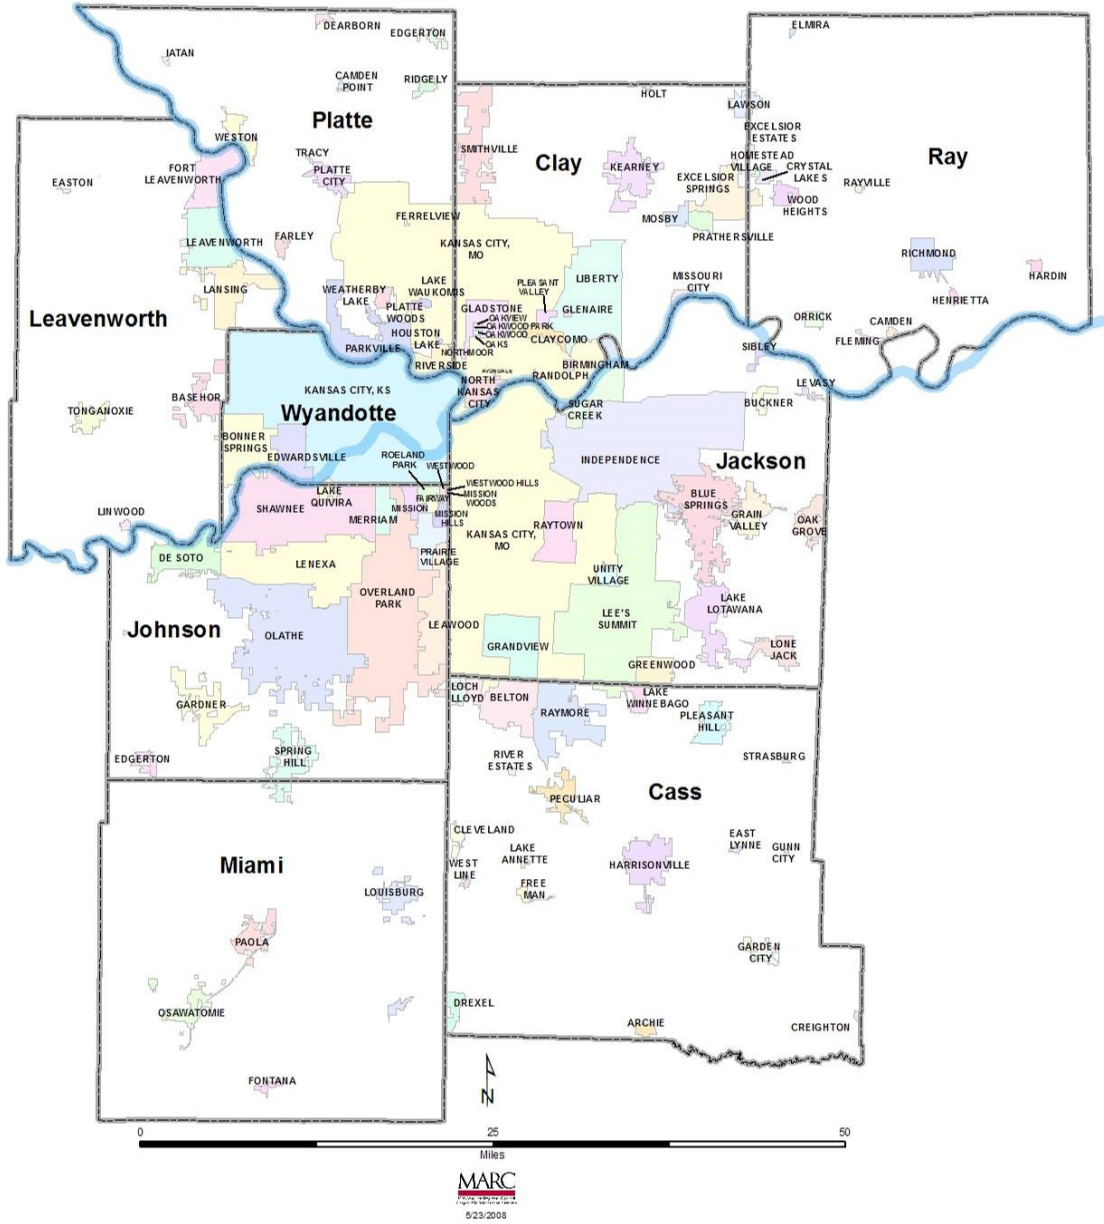 DEARBORN
EDGERTON
ELMIRA
IATAN
CAMDEN
POINT
RIDGELY
HOLT
LAWSON
Platte
SMITHVILLE
EXCELSIOR
ESTATES
WESTON
TRACY
PLATTE
CITY
Clay
KEARNEY
HOMESTEAD
VILLAGE
CRYSTAL
LAKES
Ray
FORT
LEAVENWORTH
EASTON
EXCELSIOR
SPRINGS
RAYVILLE
WOOD
HEIGHTS
FERRELVIEW
MOSBY
PRATHERSVILLE
LEAVENWORTH
FARLEY
KANSAS CITY,
MO
RICHMOND
HARDIN
LIBERTY
MISSOURI
CITY
LANSING
WEATHERBY
LAKE
LAKE
WAUKOMIS
PLEASANT
VALLEY
HENRIETTA
PLATTE
WOODS
GLADSTONE
GLENAIRE
Leavenworth
OAKVIEW
OAKWOOD PARK
OAKWOOD
OAKS
ORRICK
CAMDEN
HOUSTON
LAKE
CLAYCOMO
FLEMING
PARKVILLE
NORTHMOOR
SIBLEY
RIVERSIDE
AVONDALE
BIRMINGHAM
RANDOLPH
NORTH
KANSAS
CITY
LEVASY
KANSAS CITY, KS
BASEHOR
BUCKNER
TONGANOXIE
Wyandotte
SUGAR
CREEK
BONNER
SPRINGS
EDWARDSVILLE
ROELAND
PARK
WESTWOOD
INDEPENDENCE
Jackson
WESTWOOD HILLS
MISSION
WOODS
LAKE
QUIVIRA
FAIRWAY
MISSION
MISSION
HILLS
SHAWNEE
MERRIAM
BLUE
SPRINGS
LINWOOD
GRAIN
VALLEY
OAK
GROVE
RAYTOWN
KANSAS CITY,
MO
DE SOTO
LENEXA
PRAIRIE
VILLAGE
UNITY
VILLAGE
OVERLAND
PARK
LAKE
LOTAWANA
Johnson
OLATHE
LEAWOOD
LEE'S
SUMMIT
GRANDVIEW
LONE
JACK
GREENWOOD
GARDNER
LOCH
LLOYD
BELTON
RAYMORE
LAKE
WINNEBAGO
PLEASANT
HILL
SPRING
HILL
EDGERTON
RIVER
ESTATES
STRASBURG
PECULIAR
Cass
CLEVELAND
EAST
LYNNE
GUNN
CITY
LAKE
ANNETTE
WEST
LINE
HARRISONVILLE
Miami
FREE
MAN
LOUISBURG
PAOLA
GARDEN
CITY
OSAWATOMIE
DREXEL
ARCHIE
CREIGHTON
FONTANA
N
0 25 50
Miles
MARC
5/23/2008